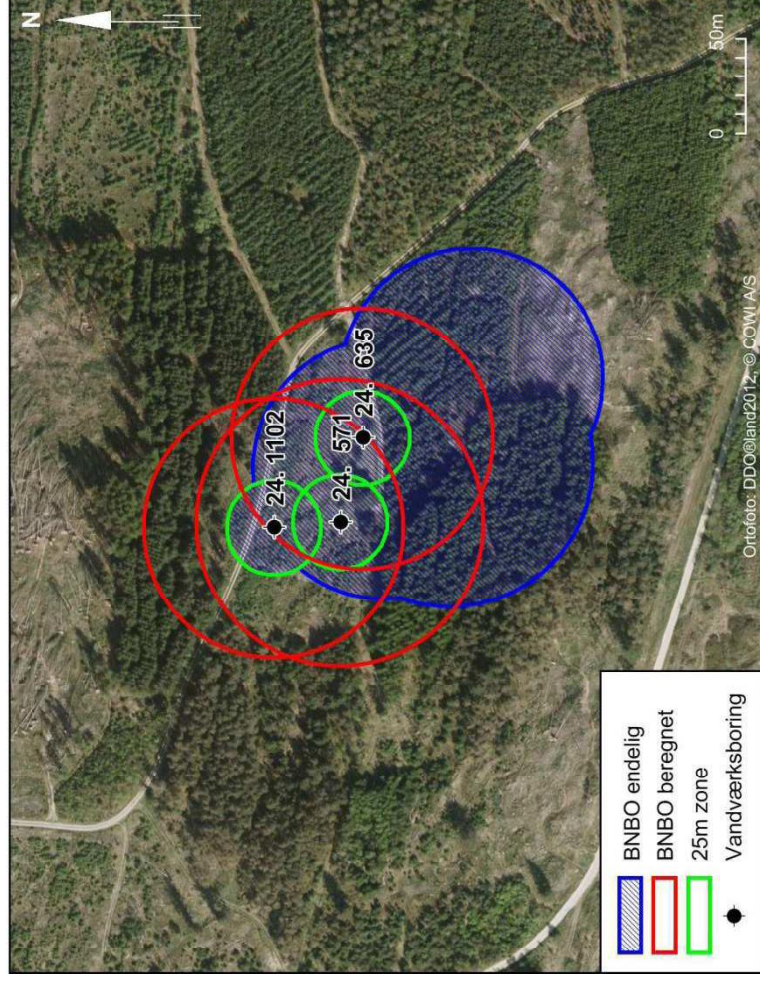 N
24. 1102
24. 571
24. 635
0 50m
BNBO endelig
BNBO beregnet
25m zone
Vandværksboring
Ortofoto: DDO®land2012, © COWI A/S